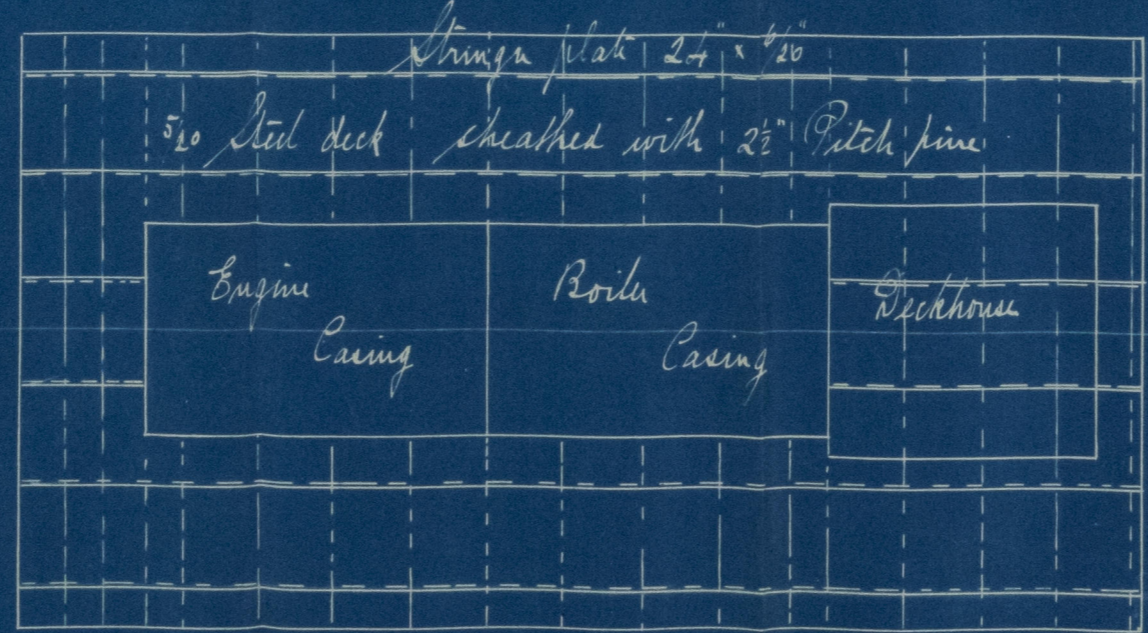 Stringer plate 24" x 6/20"
5/20 Steel deck sheathed with 2½" Pitch pine
Engine Casing
Boiler Casing
Deckhouse